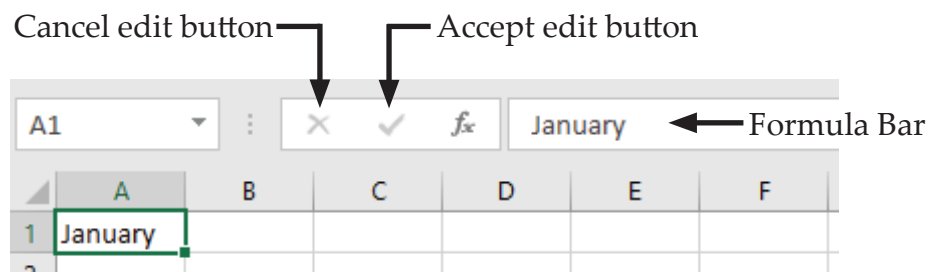 Cancel edit button Accept edit button
A1 fx January Formula Bar
A B C D E F
1 January